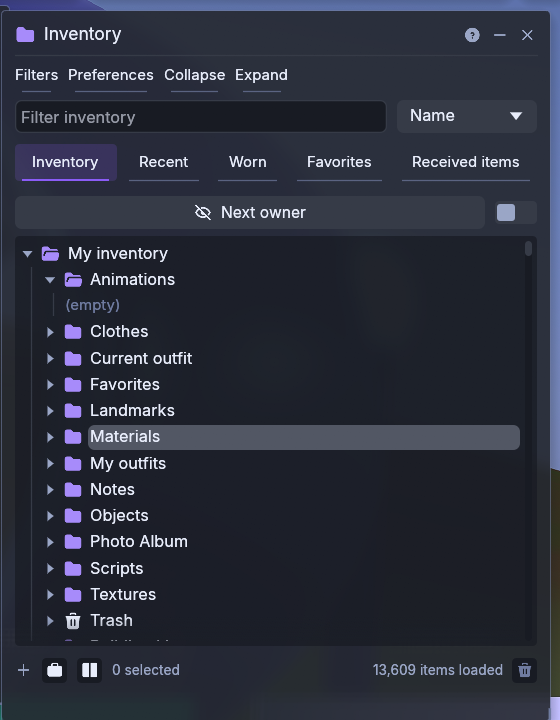 Inventory
Filters Preferences Collapse Expand
Filter inventory Name
Inventory Recent Worn Favorites Received items
Next owner
My inventory
Animations
(empty)
Clothes
Current outfit
Favorites
Landmarks
Materials
My outfits
Notes
Objects
Photo Album
Scripts
Textures
Trash
0 selected 13,609 items loaded